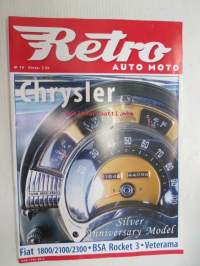 Retro
AUTO MOTO
Chrysler
Silver
Anniversary Model
Fiat 1800/2100/2300 • BSA Rocket 3 • Veterama